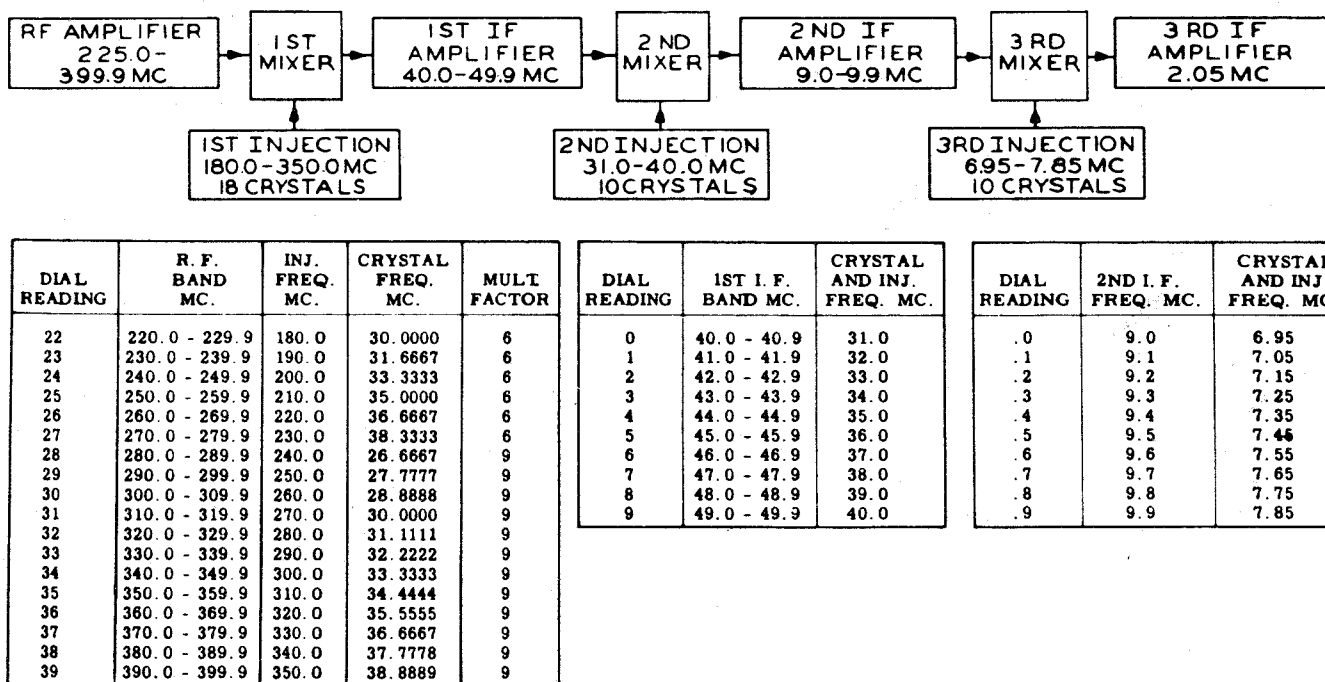 RF AMPLIFIER
225.0-
399.9 MC
1ST
MIXER
1ST IF
AMPLIFIER
40.0-49.9 MC
2ND
MIXER
2ND IF
AMPLIFIER
9.0-9.9 MC
3RD
MIXER
3RD IF
AMPLIFIER
2.05 MC
1ST INJECTION
180.0-350.0 MC
18 CRYSTALS
2ND INJECTION
31.0-40.0 MC
10 CRYSTALS
3RD INJECTION
6.95-7.85 MC
10 CRYSTALS
DIAL READING R. F. BAND MC. INJ. FREQ. MC. CRYSTAL FREQ. MC. MULT. FACTOR
22 220.0 - 229.9 180.0 30.0000 6
23 230.0 - 239.9 190.0 31.6667 6
24 240.0 - 249.9 200.0 33.3333 6
25 250.0 - 259.9 210.0 35.0000 6
26 260.0 - 269.9 220.0 36.6667 6
27 270.0 - 279.9 230.0 38.3333 6
28 280.0 - 289.9 240.0 26.6667 9
29 290.0 - 299.9 250.0 27.7777 9
30 300.0 - 309.9 260.0 28.8888 9
31 310.0 - 319.9 270.0 30.0000 9
32 320.0 - 329.9 280.0 31.1111 9
33 330.0 - 339.9 290.0 32.2222 9
34 340.0 - 349.9 300.0 33.3333 9
35 350.0 - 359.9 310.0 34.4444 9
36 360.0 - 369.9 320.0 35.5555 9
37 370.0 - 379.9 330.0 36.6667 9
38 380.0 - 389.9 340.0 37.7778 9
39 390.0 - 399.9 350.0 38.8889 9
DIAL READING 1ST I. F. BAND MC. CRYSTAL AND INJ. FREQ. MC.
0 40.0 - 40.9 31.0
1 41.0 - 41.9 32.0
2 42.0 - 42.9 33.0
3 43.0 - 43.9 34.0
4 44.0 - 44.9 35.0
5 45.0 - 45.9 36.0
6 46.0 - 46.9 37.0
7 47.0 - 47.9 38.0
8 48.0 - 48.9 39.0
9 49.0 - 49.9 40.0
DIAL READING 2ND I. F. FREQ. MC. CRYSTAL AND INJ FREQ. MC
.0 9.0 6.95
.1 9.1 7.05
.2 9.2 7.15
.3 9.3 7.25
.4 9.4 7.35
.5 9.5 7.45
.6 9.6 7.55
.7 9.7 7.65
.8 9.8 7.75
.9 9.9 7.85